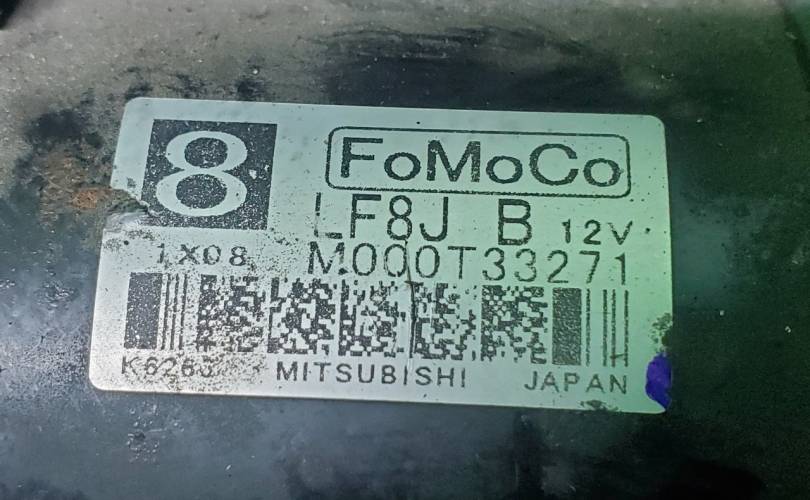 8
FoMoCo
LF8J B 12V
1X08 M000T33271
MITSUBISHI JAPAN